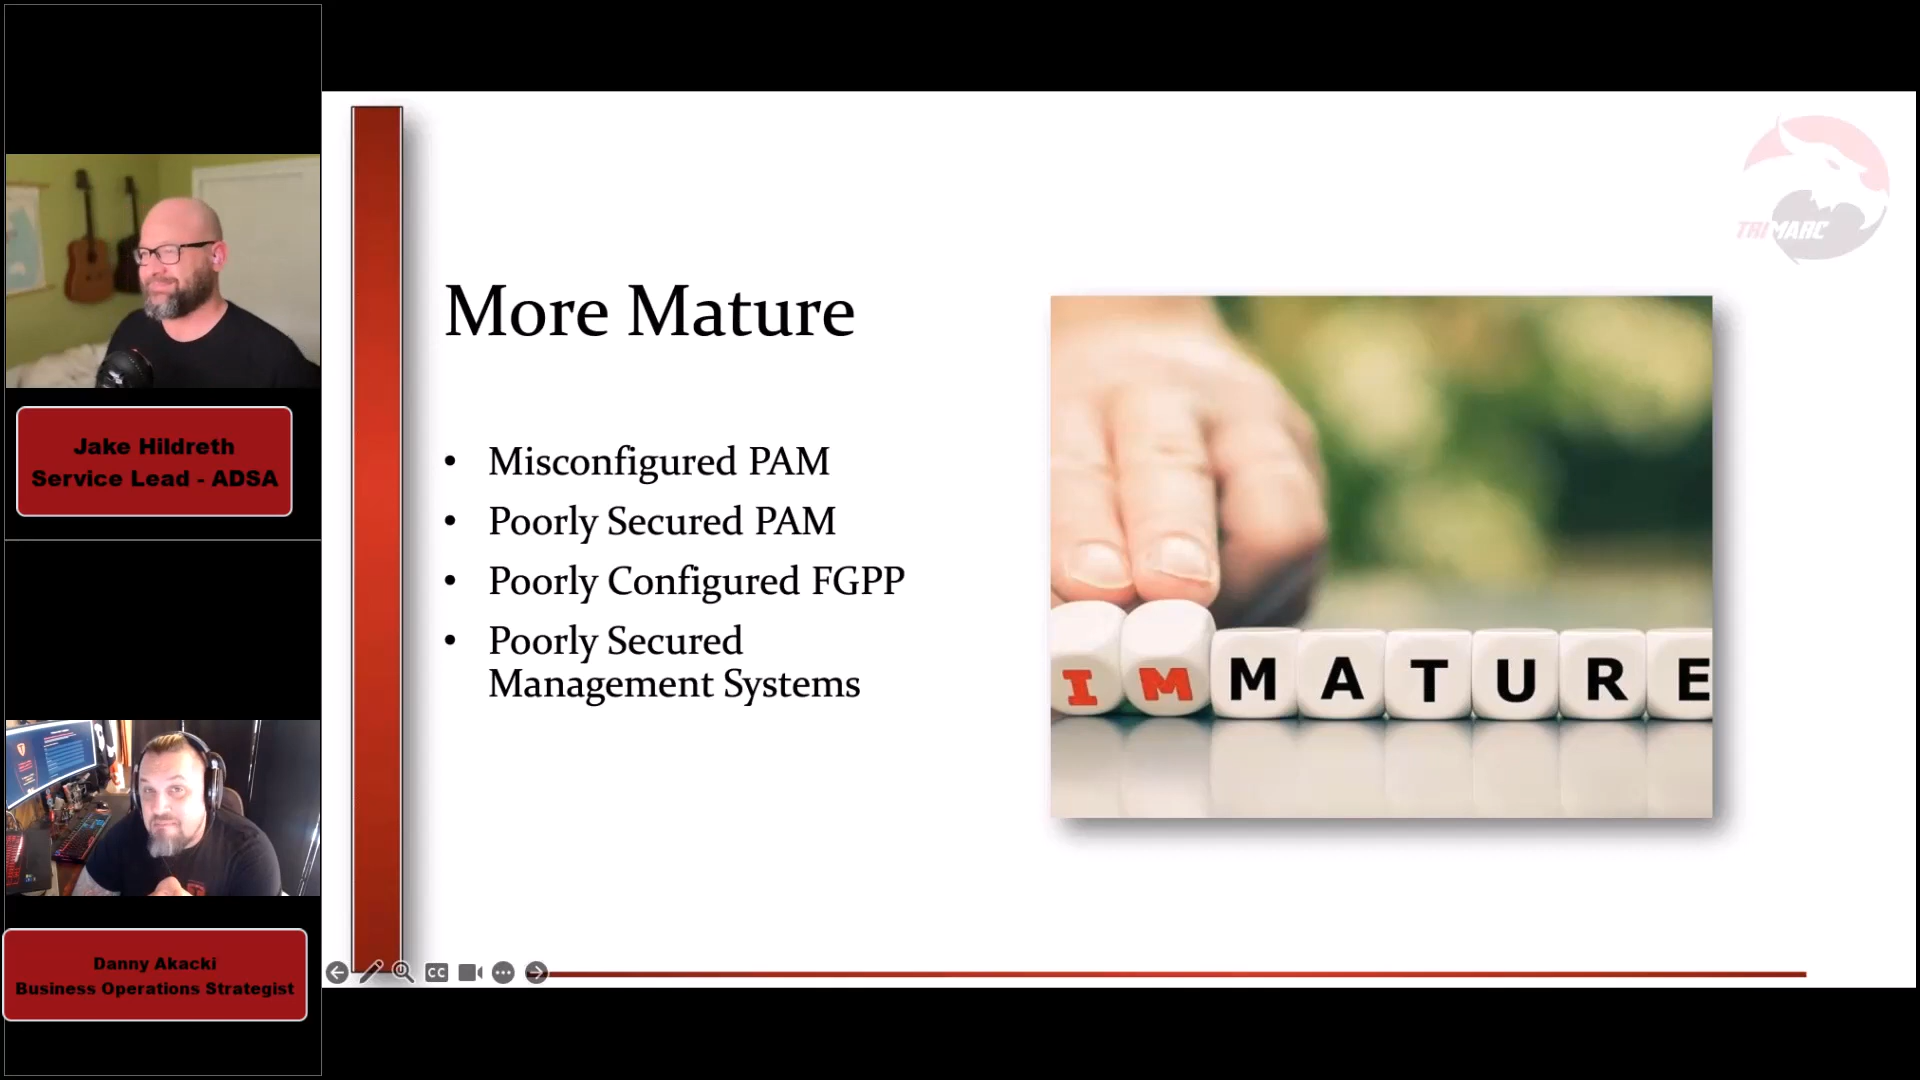 Jake Hildreth
Service Lead - ADSA
Danny Akacki
Business Operations Strategist
TRIMARC
More Mature
• Misconfigured PAM
• Poorly Secured PAM
• Poorly Configured FGPP
• Poorly Secured
Management Systems
IMMATURE
CC